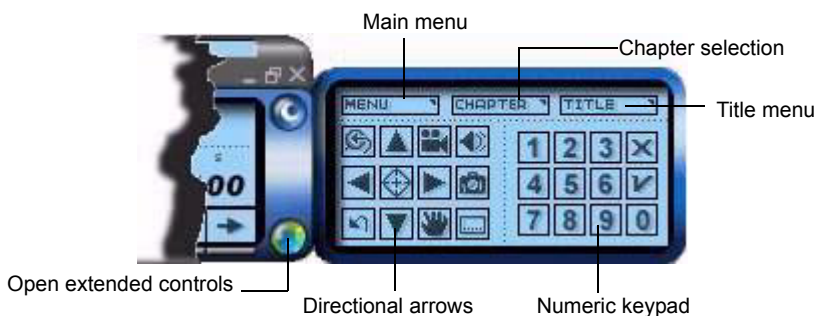 Main menu
Chapter selection
Title menu
MENU CHAPTER TITLE
1 2 3
s
00
4 5 6
7 8 9 0
Open extended controls
Directional arrows
Numeric keypad